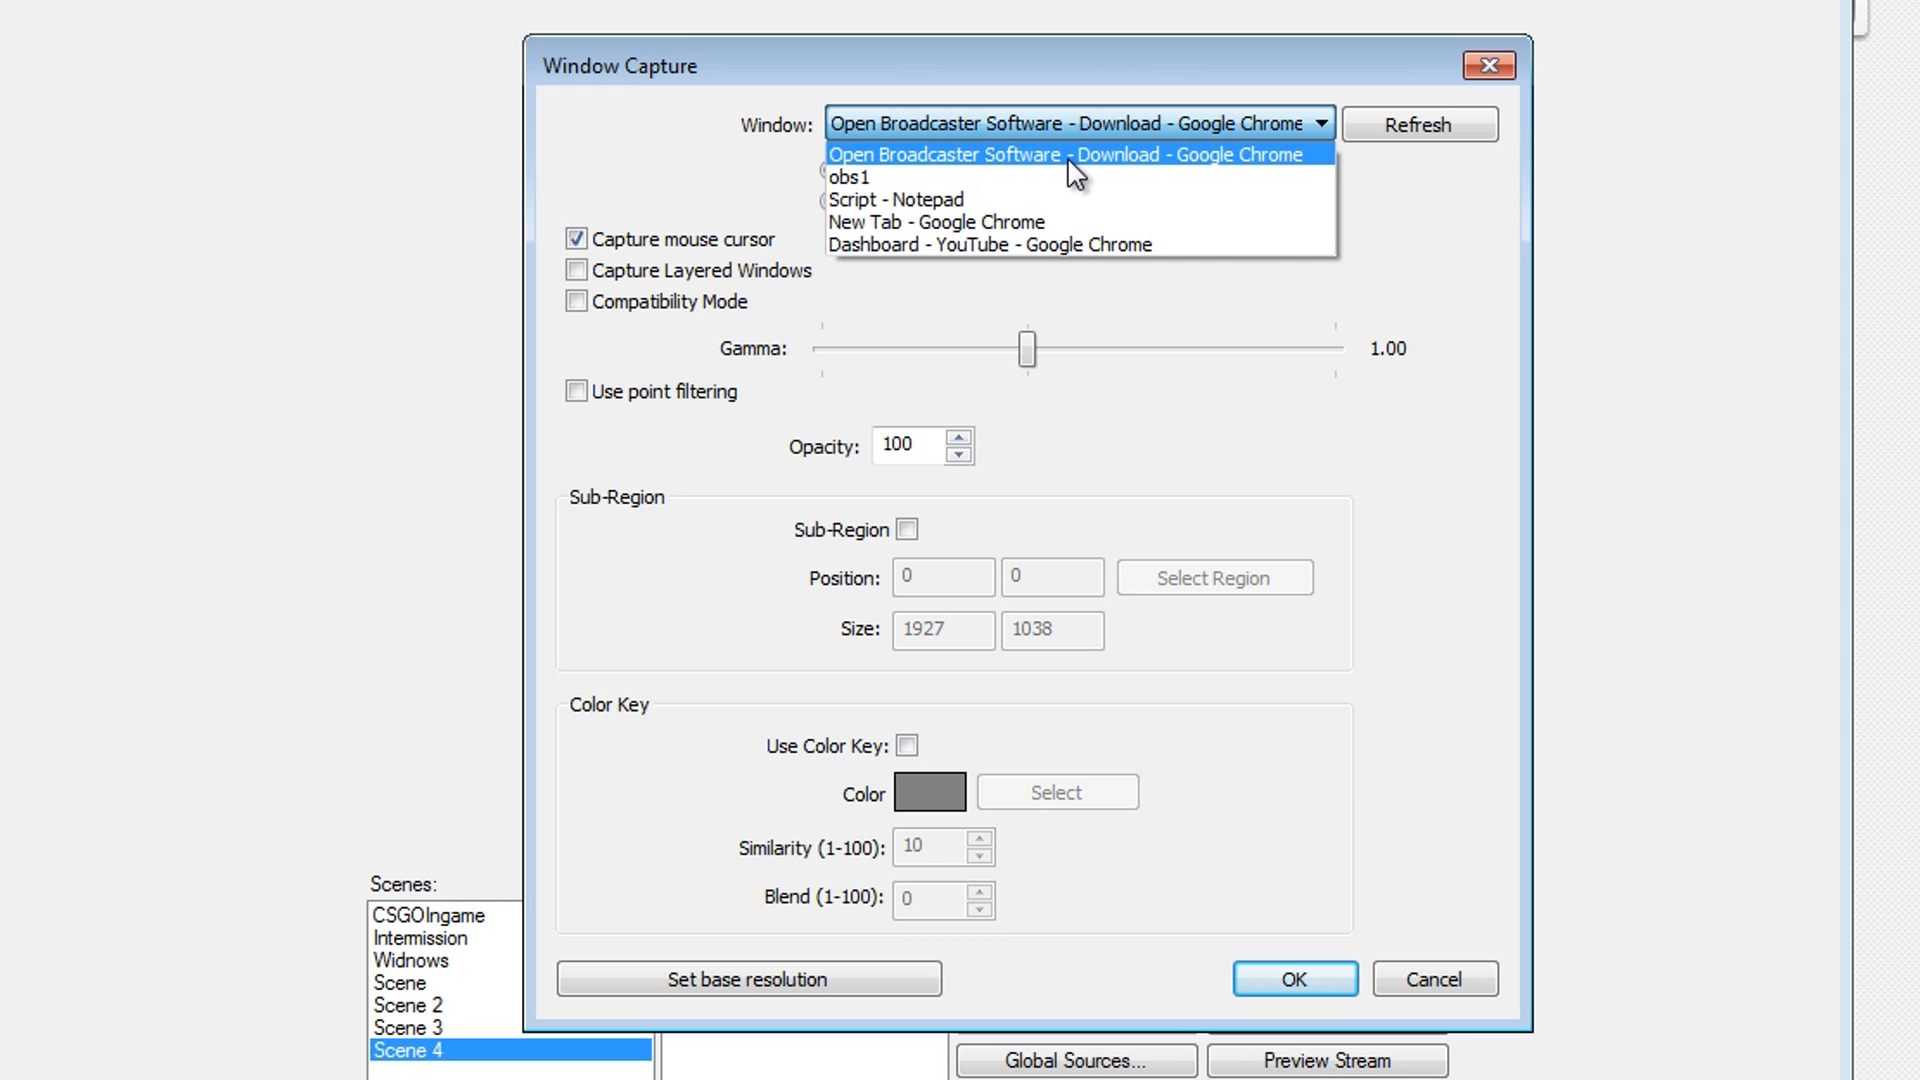 Window Capture
Window: Open Broadcaster Software - Download - Google Chrome Refresh
Open Broadcaster Software - Download - Google Chrome
obs1
Script - Notepad
New Tab - Google Chrome
Dashboard - YouTube - Google Chrome
Capture mouse cursor
Capture Layered Windows
Compatibility Mode
Gamma: 1.00
Use point filtering
Opacity: 100
Sub-Region
Sub-Region
Position: 0 0 Select Region
Size: 1927 1038
Color Key
Use Color Key:
Color Select
Similarity (1-100): 10
Blend (1-100): 0
Set base resolution OK Cancel
Scenes:
CSGOIngame
Intermission
Widnows
Scene
Scene 2
Scene 3
Scene 4
Global Sources... Preview Stream